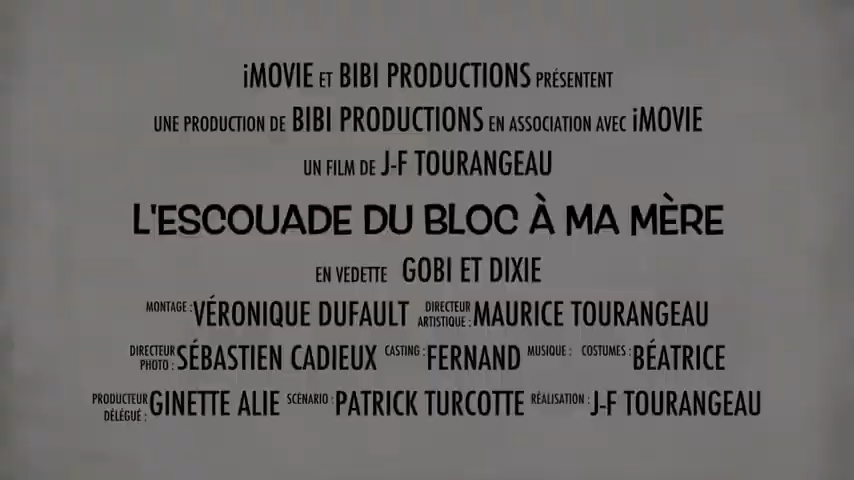 iMOVIE ET BIBI PRODUCTIONS PRÉSENTENT
UNE PRODUCTION DE BIBI PRODUCTIONS EN ASSOCIATION AVEC iMOVIE
UN FILM DE J-F TOURANGEAU
L'ESCOUADE DU BLOC À MA MÈRE
EN VEDETTE GOBI ET DIXIE
MONTAGE : VÉRONIQUE DUFAULT DIRECTEUR ARTISTIQUE : MAURICE TOURANGEAU
DIRECTEUR PHOTO : SÉBASTIEN CADIEUX CASTING : FERNAND MUSIQUE : COSTUMES : BÉATRICE
PRODUCTEUR DÉLÉGUÉ : GINETTE ALIE SCÉNARIO : PATRICK TURCOTTE RÉALISATION : J-F TOURANGEAU